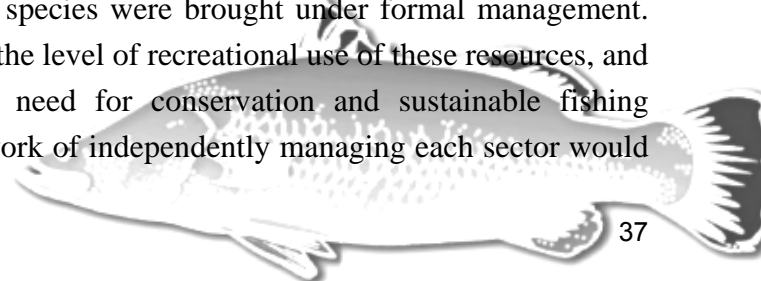 species were brought under formal management.
the level of recreational use of these resources, and
need for conservation and sustainable fishing
work of independently managing each sector would
37